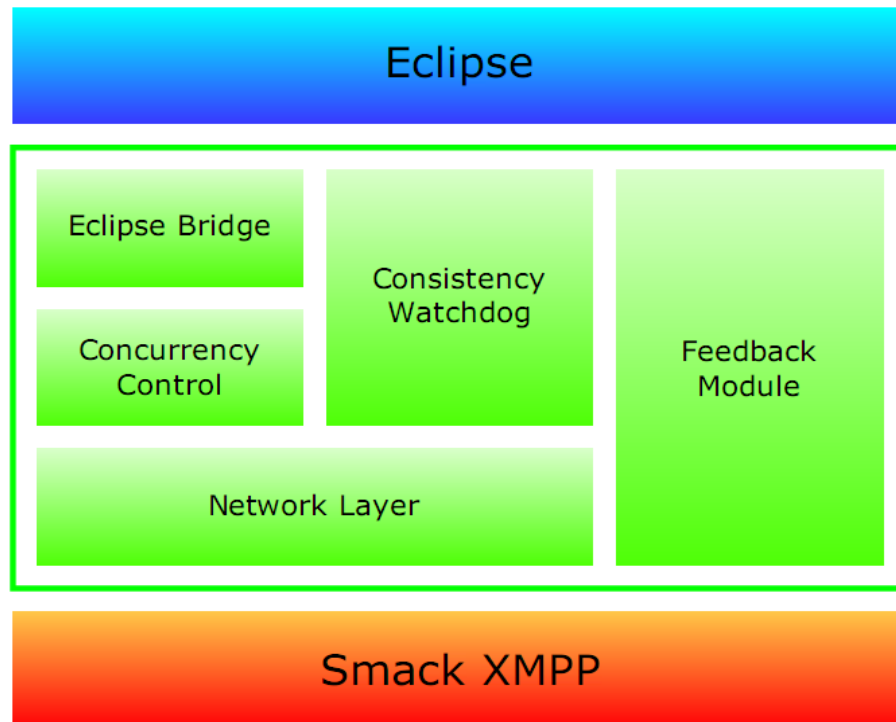 Eclipse
Eclipse Bridge
Consistency
Watchdog
Concurrency
Control
Feedback
Module
Network Layer
Smack XMPP